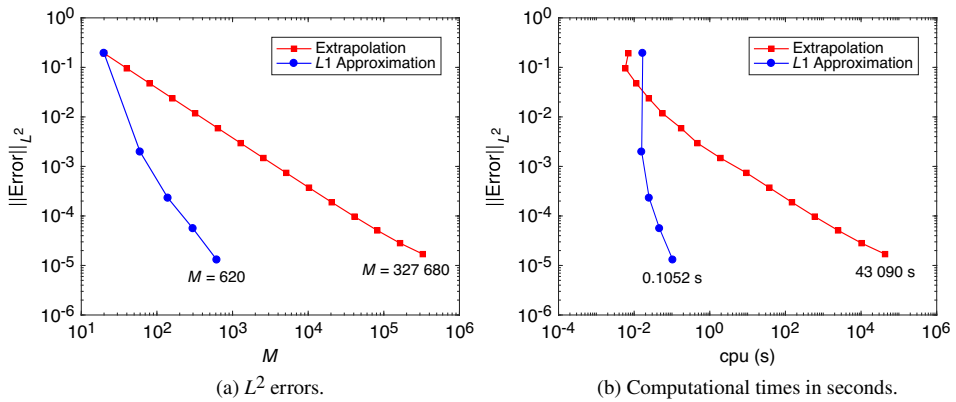 10^0
10^-1
10^-2
10^-3
10^-4
10^-5
10^-6
||Error||_{L^2}
Extrapolation
L1 Approximation
M = 620
M = 327 680
10^1 10^2 10^3 10^4 10^5 10^6
M
(a) L^2 errors.
10^0
10^-1
10^-2
10^-3
10^-4
10^-5
10^-6
||Error||_{L^2}
Extrapolation
L1 Approximation
0.1052 s
43 090 s
10^-4 10^-2 10^0 10^2 10^4 10^6
cpu (s)
(b) Computational times in seconds.